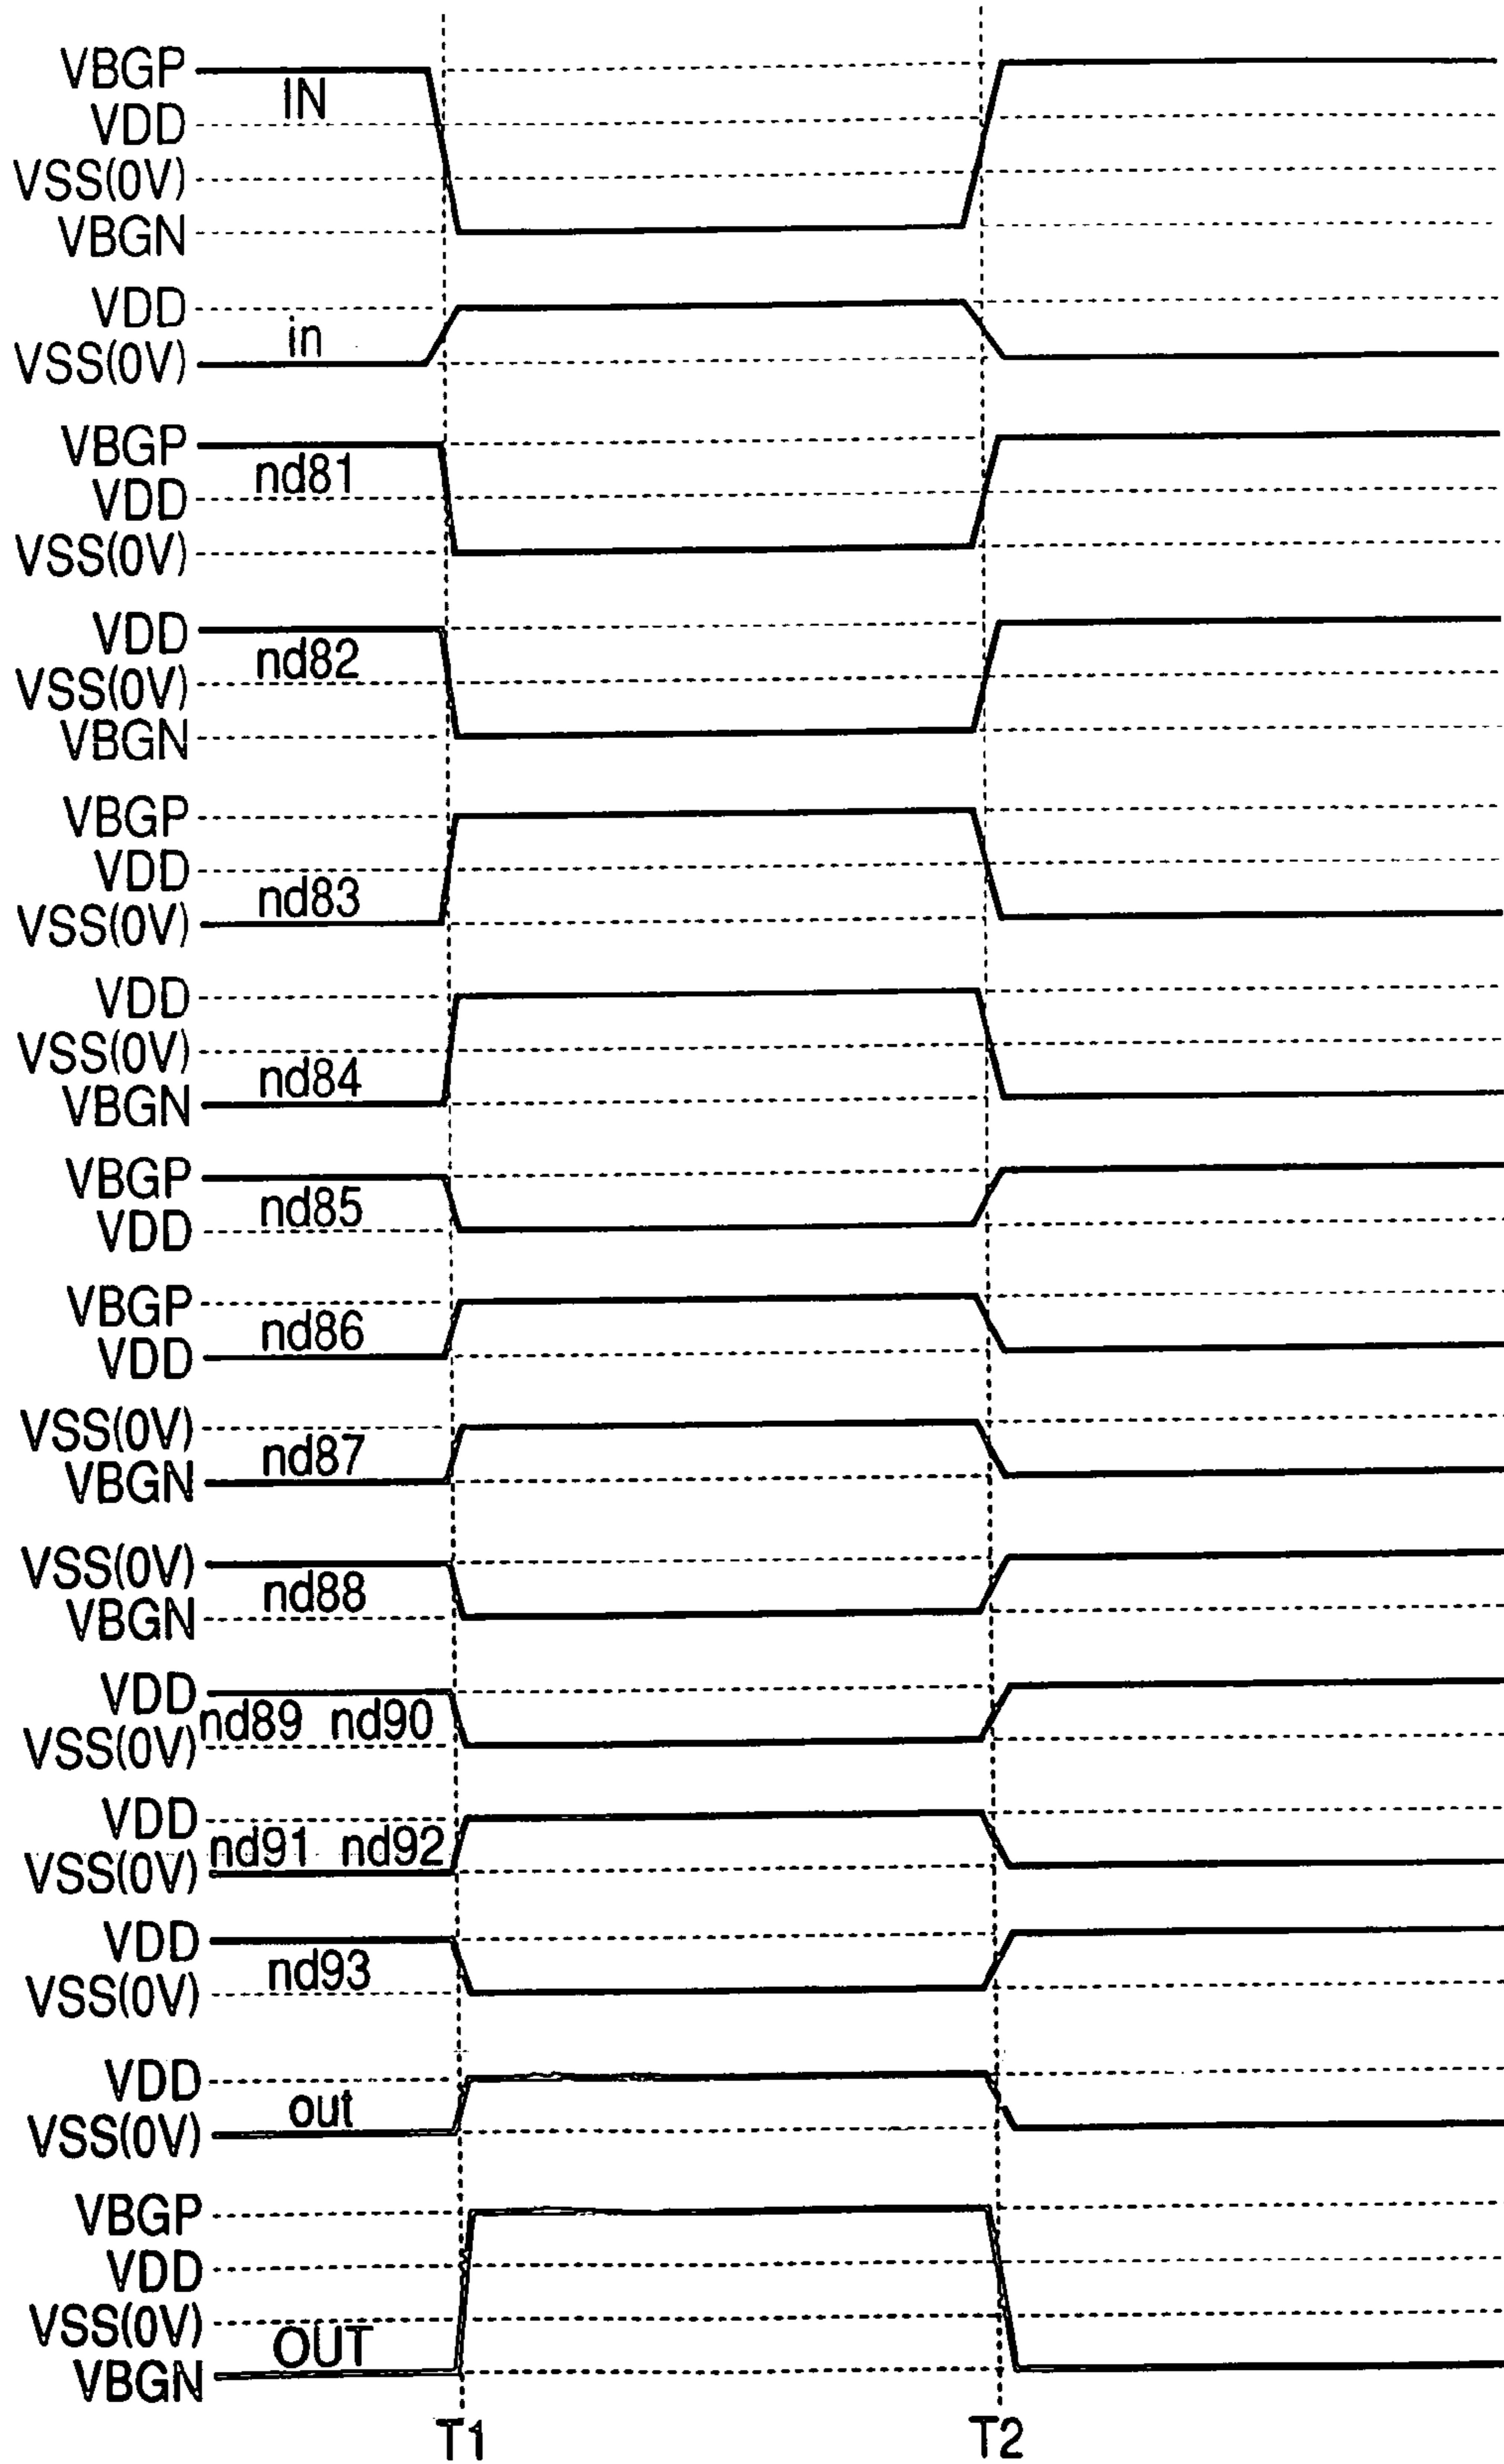 VBGP
IN
VDD
VSS(0V)
VBGN
VDD
in
VSS(0V)
VBGP
nd81
VDD
VSS(0V)
VDD
nd82
VSS(0V)
VBGN
VBGP
VDD
nd83
VSS(0V)
VDD
VSS(0V)
nd84
VBGN
VBGP
nd85
VDD
VBGP
nd86
VDD
VSS(0V)
nd87
VBGN
VSS(0V)
nd88
VBGN
VDD
nd89 nd90
VSS(0V)
VDD
nd91 nd92
VSS(0V)
VDD
nd93
VSS(0V)
VDD
out
VSS(0V)
VBGP
VDD
VSS(0V)
OUT
VBGN
T1 T2